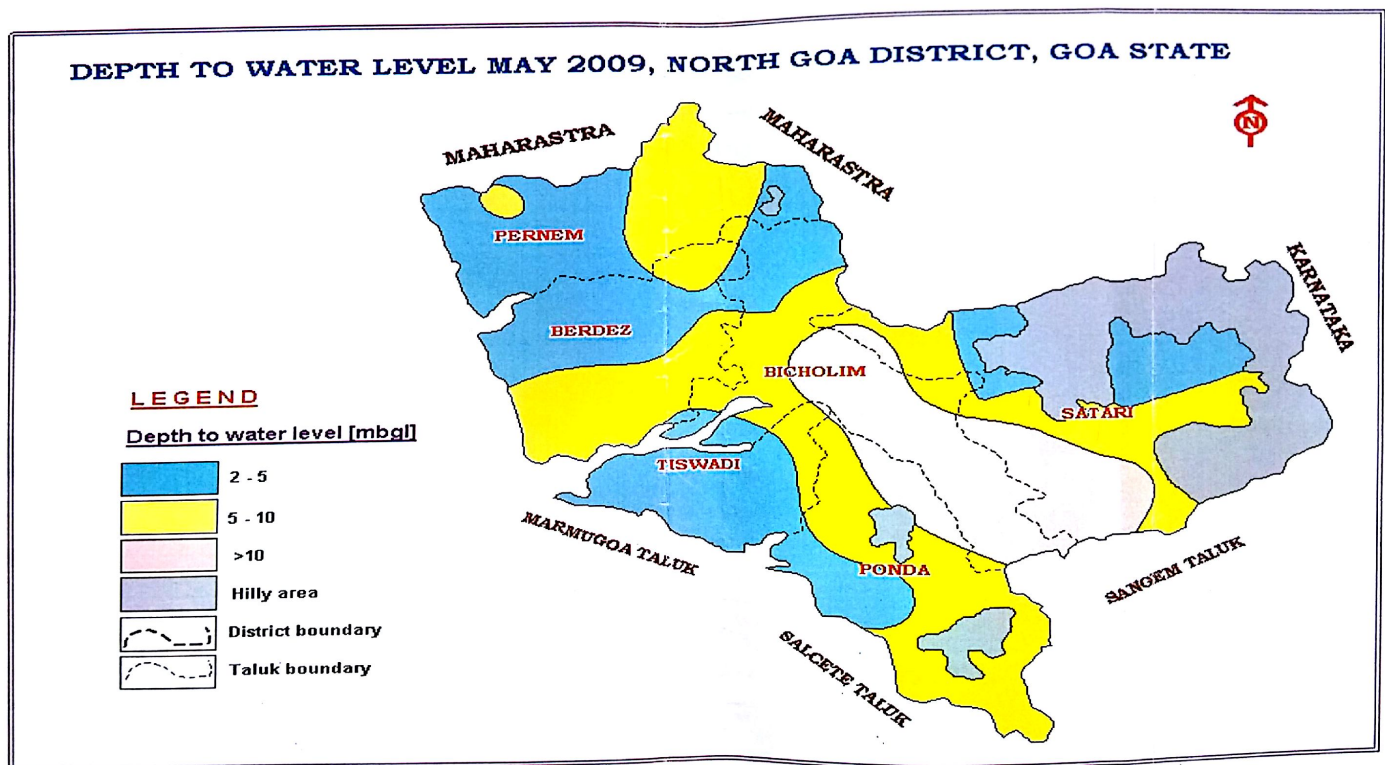 DEPTH TO WATER LEVEL MAY 2009, NORTH GOA DISTRICT, GOA STATE
N
MAHARASTRA
MAHARASTRA
KARNATAKA
PERNEM
BERDEZ
BICHOLIM
SATARI
TISWADI
PONDA
MARMUGOA TALUK
SALCETE TALUK
SANGEM TALUK
LEGEND
Depth to water level [mbgl]
2 - 5
5 - 10
>10
Hilly area
District boundary
Taluk boundary